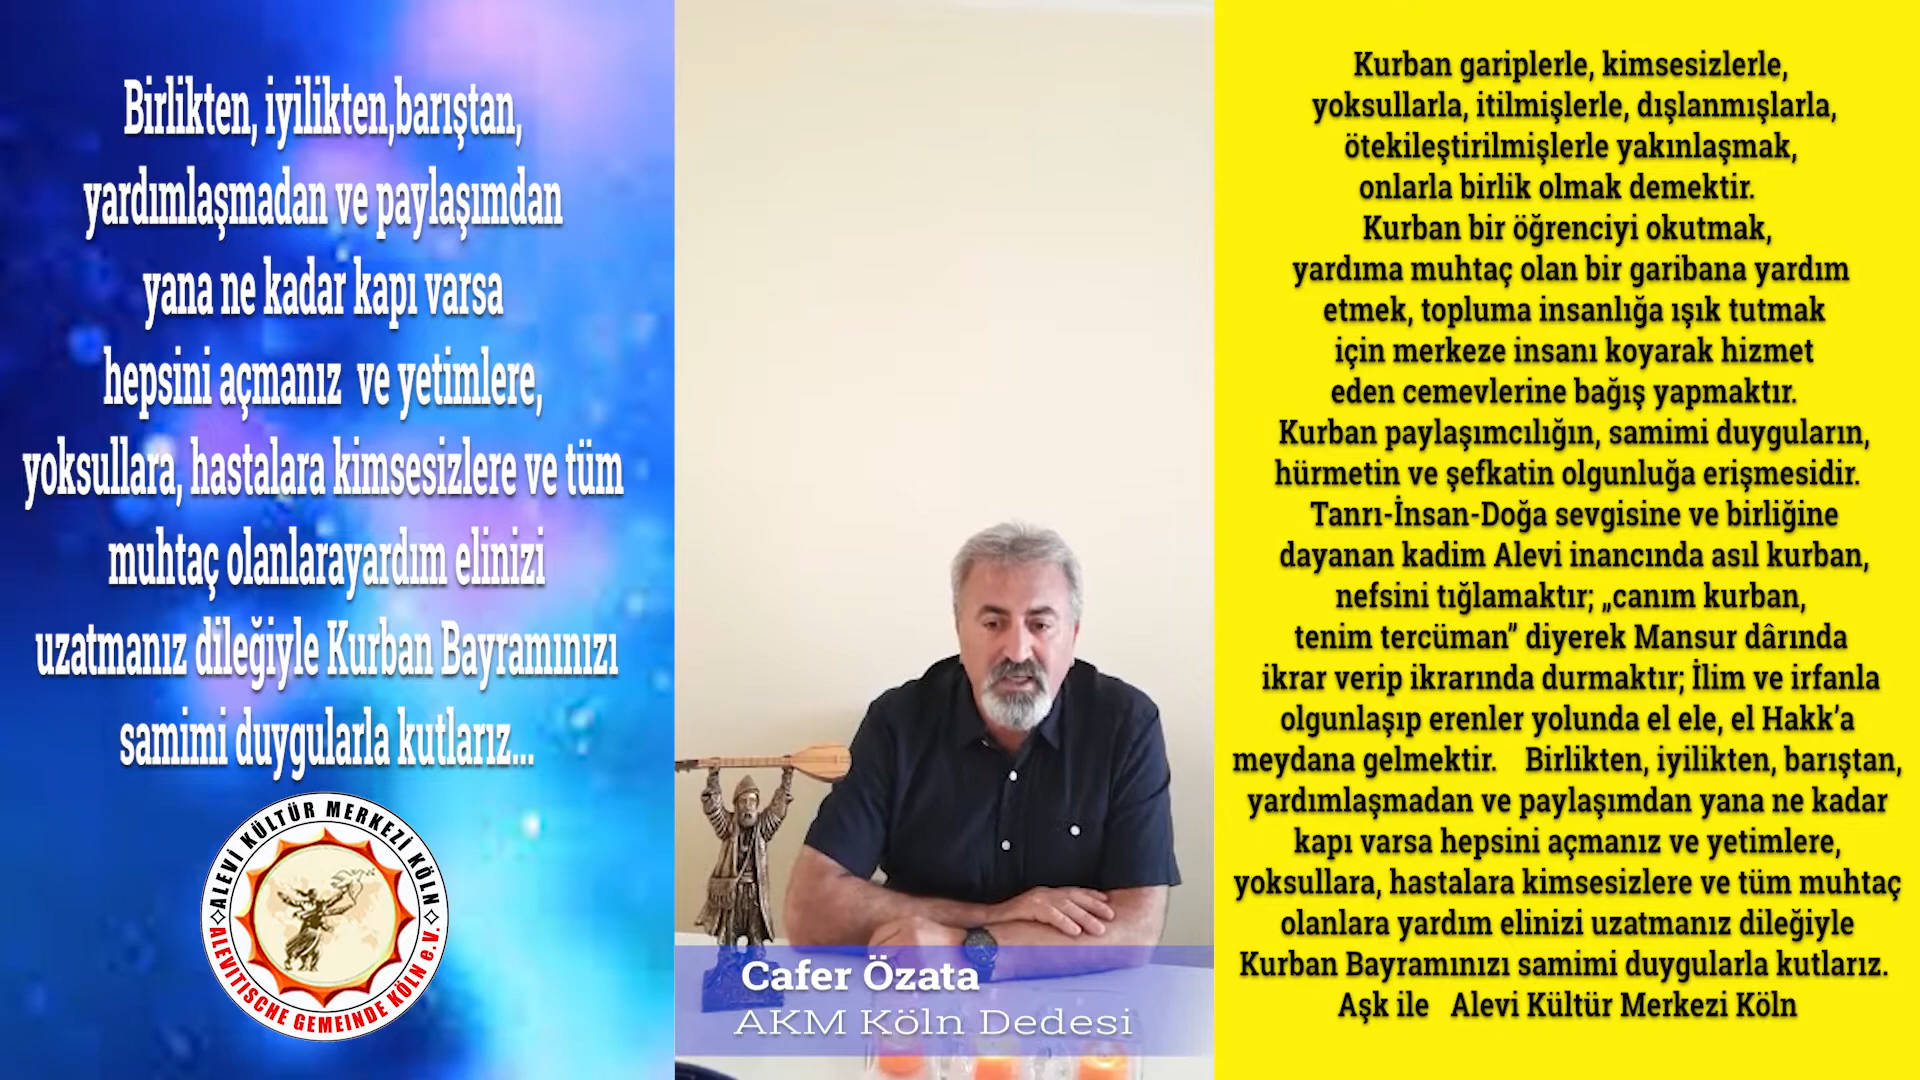 Birlikten, iyilikten,barıştan,
yardımlaşmadan ve paylaşımdan
yana ne kadar kapı varsa
hepsini açmanız ve yetimlere,
yoksullara, hastalara kimsesizlere ve tüm
muhtaç olanlarayardım elinizi
uzatmanız dileğiyle Kurban Bayramınızı
samimi duygularla kutlarız...
ALEVİ KÜLTÜR MERKEZİ KÖLN
ALEVITISCHE GEMEINDE KÖLN e.V.
Cafer Özata
AKM Köln Dedesi
Kurban gariplerle, kimsesizlerle,
yoksullarla, itilmişlerle, dışlanmışlarla,
ötekileştirilmişlerle yakınlaşmak,
onlarla birlik olmak demektir.
Kurban bir öğrenciyi okutmak,
yardıma muhtaç olan bir garibana yardım
etmek, topluma insanlığa ışık tutmak
için merkeze insanı koyarak hizmet
eden cemevlerine bağış yapmaktır.
Kurban paylaşımcılığın, samimi duyguların,
hürmetin ve şefkatin olgunluğa erişmesidir.
Tanrı-İnsan-Doğa sevgisine ve birliğine
dayanan kadim Alevi inancında asıl kurban,
nefsini tığlamaktır; „canım kurban,
tenim tercüman” diyerek Mansur dârında
ikrar verip ikrarında durmaktır; İlim ve irfanla
olgunlaşıp erenler yolunda el ele, el Hakk’a
meydana gelmektir. Birlikten, iyilikten, barıştan,
yardımlaşmadan ve paylaşımdan yana ne kadar
kapı varsa hepsini açmanız ve yetimlere,
yoksullara, hastalara kimsesizlere ve tüm muhtaç
olanlara yardım elinizi uzatmanız dileğiyle
Kurban Bayramınızı samimi duygularla kutlarız.
Aşk ile Alevi Kültür Merkezi Köln